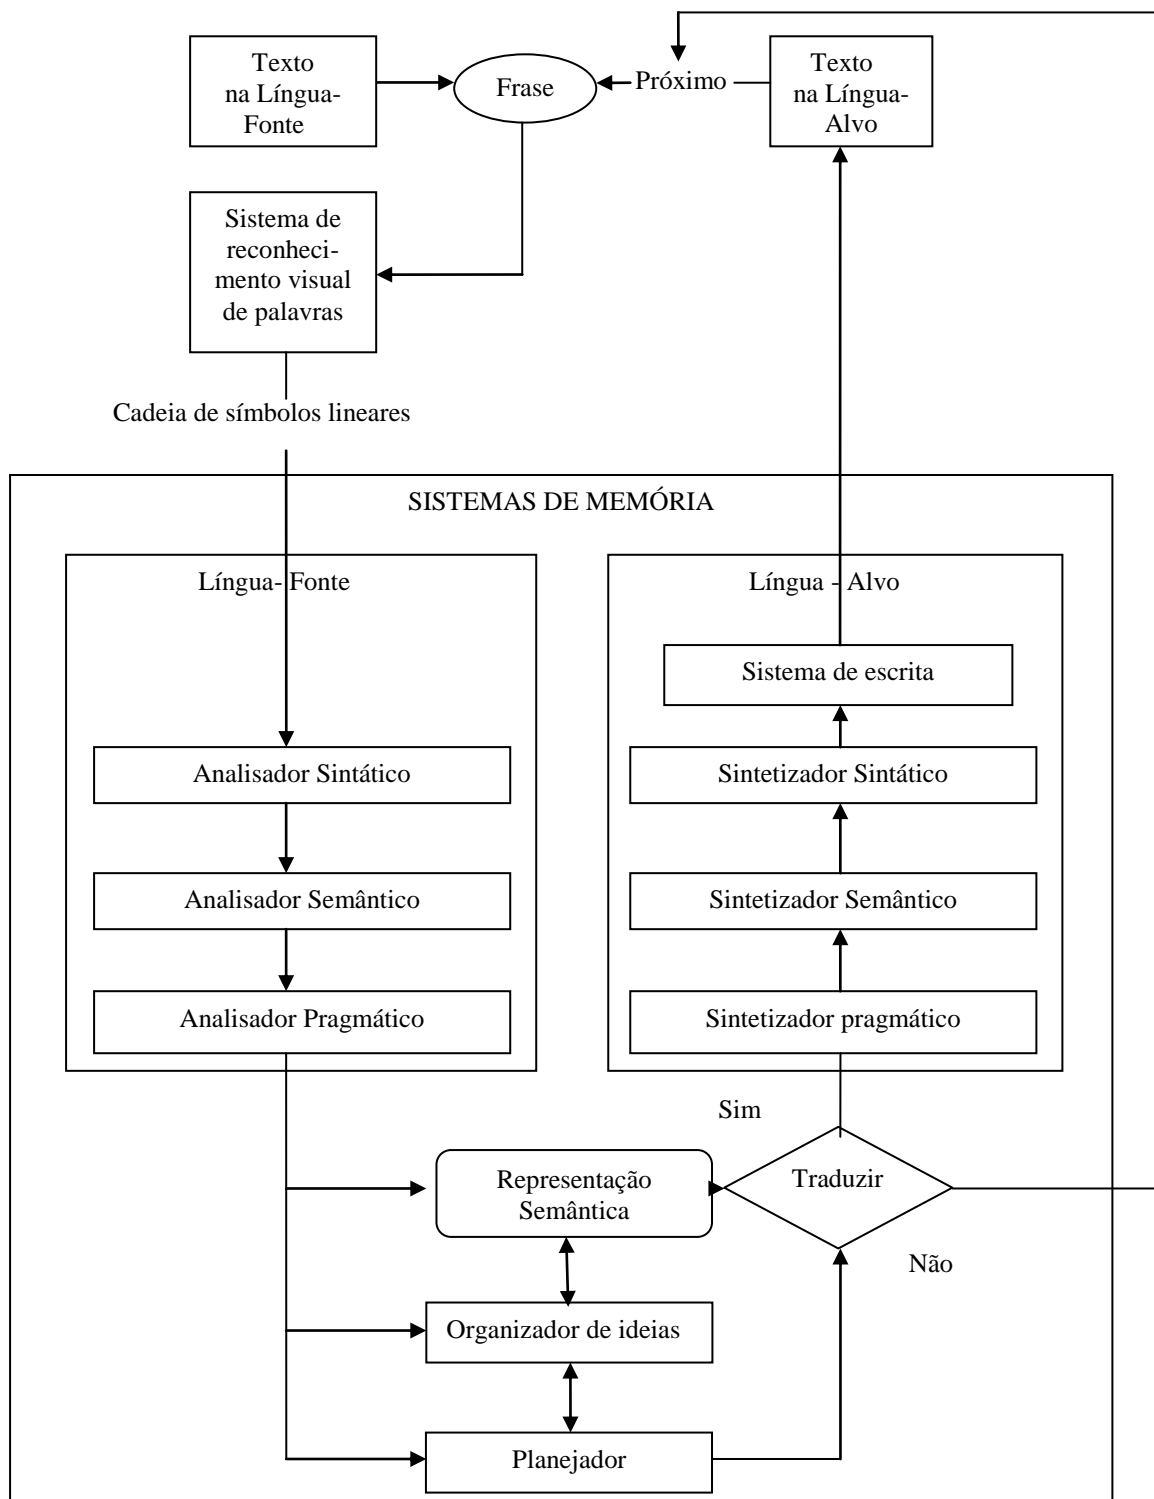 Texto
na Língua-
Fonte
Frase
Próximo
Texto
na Língua-
Alvo
Sistema de
reconheci-
mento visual
de palavras
Cadeia de símbolos lineares
SISTEMAS DE MEMÓRIA
Língua- Fonte
Língua - Alvo
Sistema de escrita
Analisador Sintático
Sintetizador Sintático
Analisador Semântico
Sintetizador Semântico
Analisador Pragmático
Sintetizador pragmático
Sim
Representação
Semântica
Traduzir
Não
Organizador de ideias
Planejador